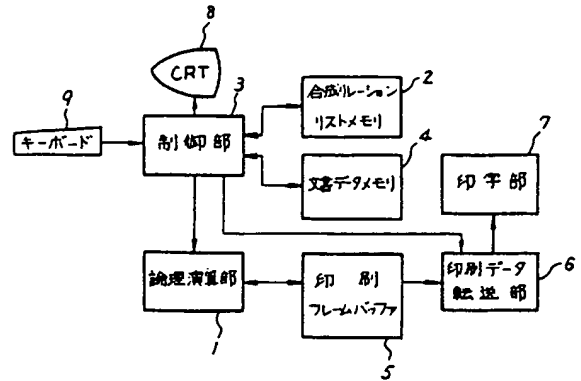 8
CRT
3
2
合成リレーション
リストメモリ
9
キーボード
制御部
4
文書データメモリ
7
印字部
論理演算部
1
印刷
フレームバッファ
5
印刷データ
転送部
6